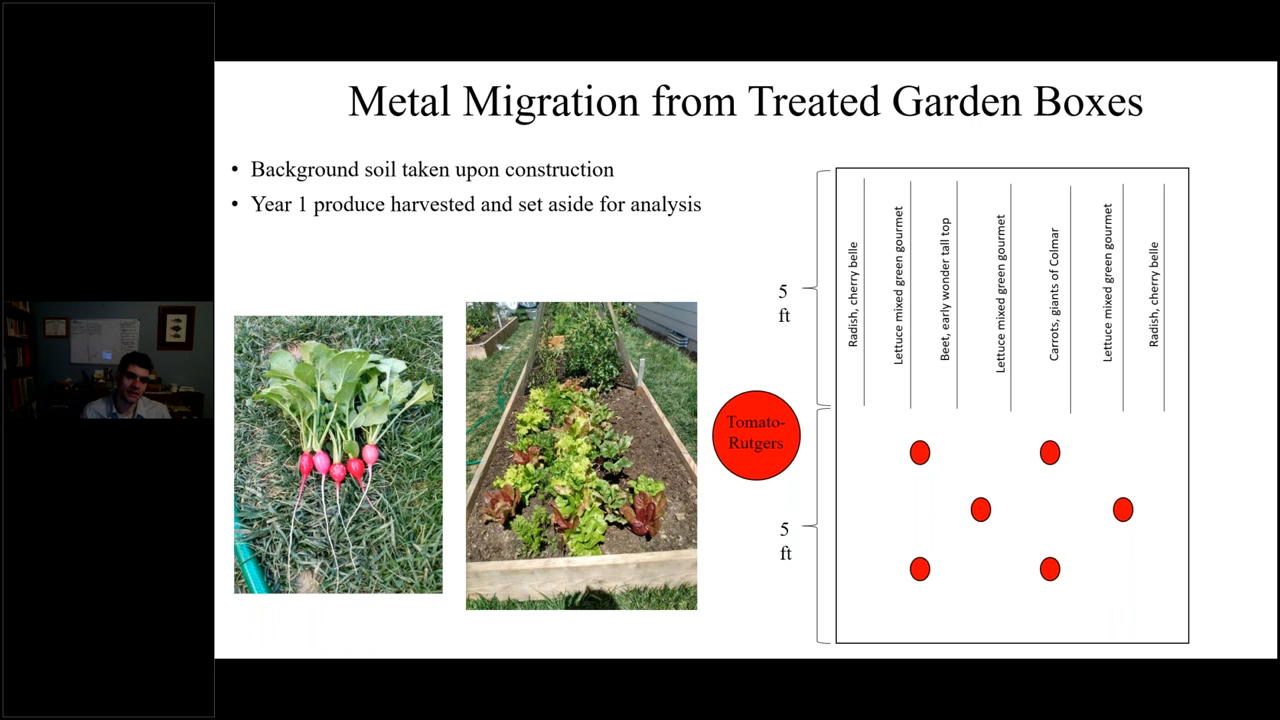 Metal Migration from Treated Garden Boxes
• Background soil taken upon construction
• Year 1 produce harvested and set aside for analysis
5
ft
Radish, cherry belle
Lettuce mixed green gourmet
Beet, early wonder tall top
Lettuce mixed green gourmet
Carrots, giants of Colmar
Lettuce mixed green gourmet
Radish, cherry belle
Tomato-
Rutgers
5
ft